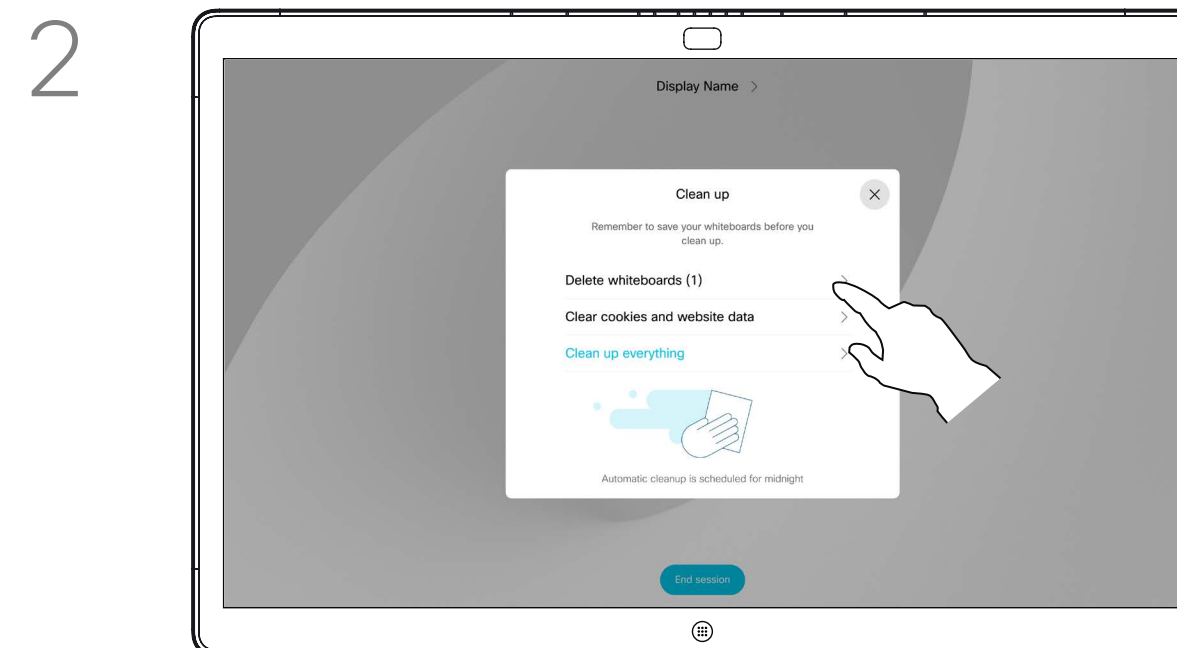 2
Display Name
Clean up
Remember to save your whiteboards before you
clean up.
Delete whiteboards (1)
Clear cookies and website data
Clean up everything
Automatic cleanup is scheduled for midnight
End session